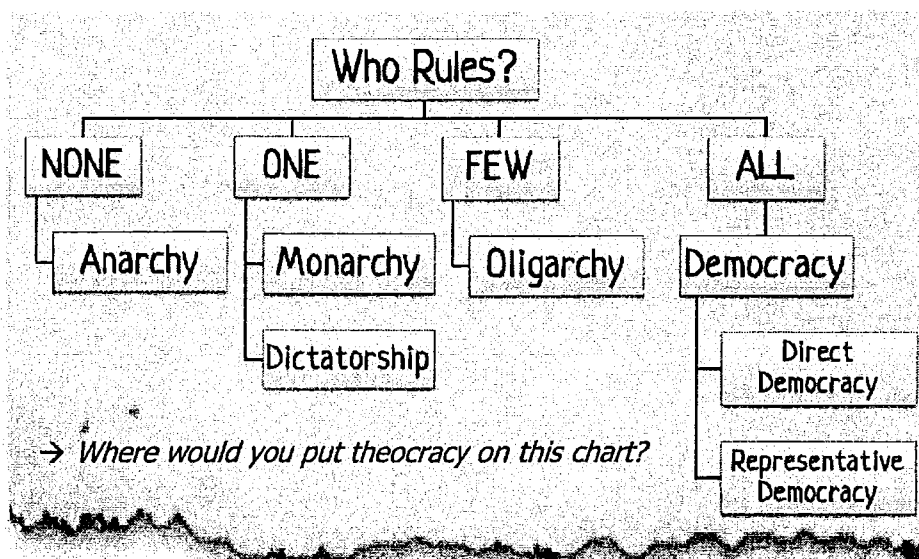 Who Rules?
NONE
ONE
FEW
ALL
Anarchy
Monarchy
Oligarchy
Democracy
Dictatorship
Direct
Democracy
Representative
Democracy
→ Where would you put theocracy on this chart?